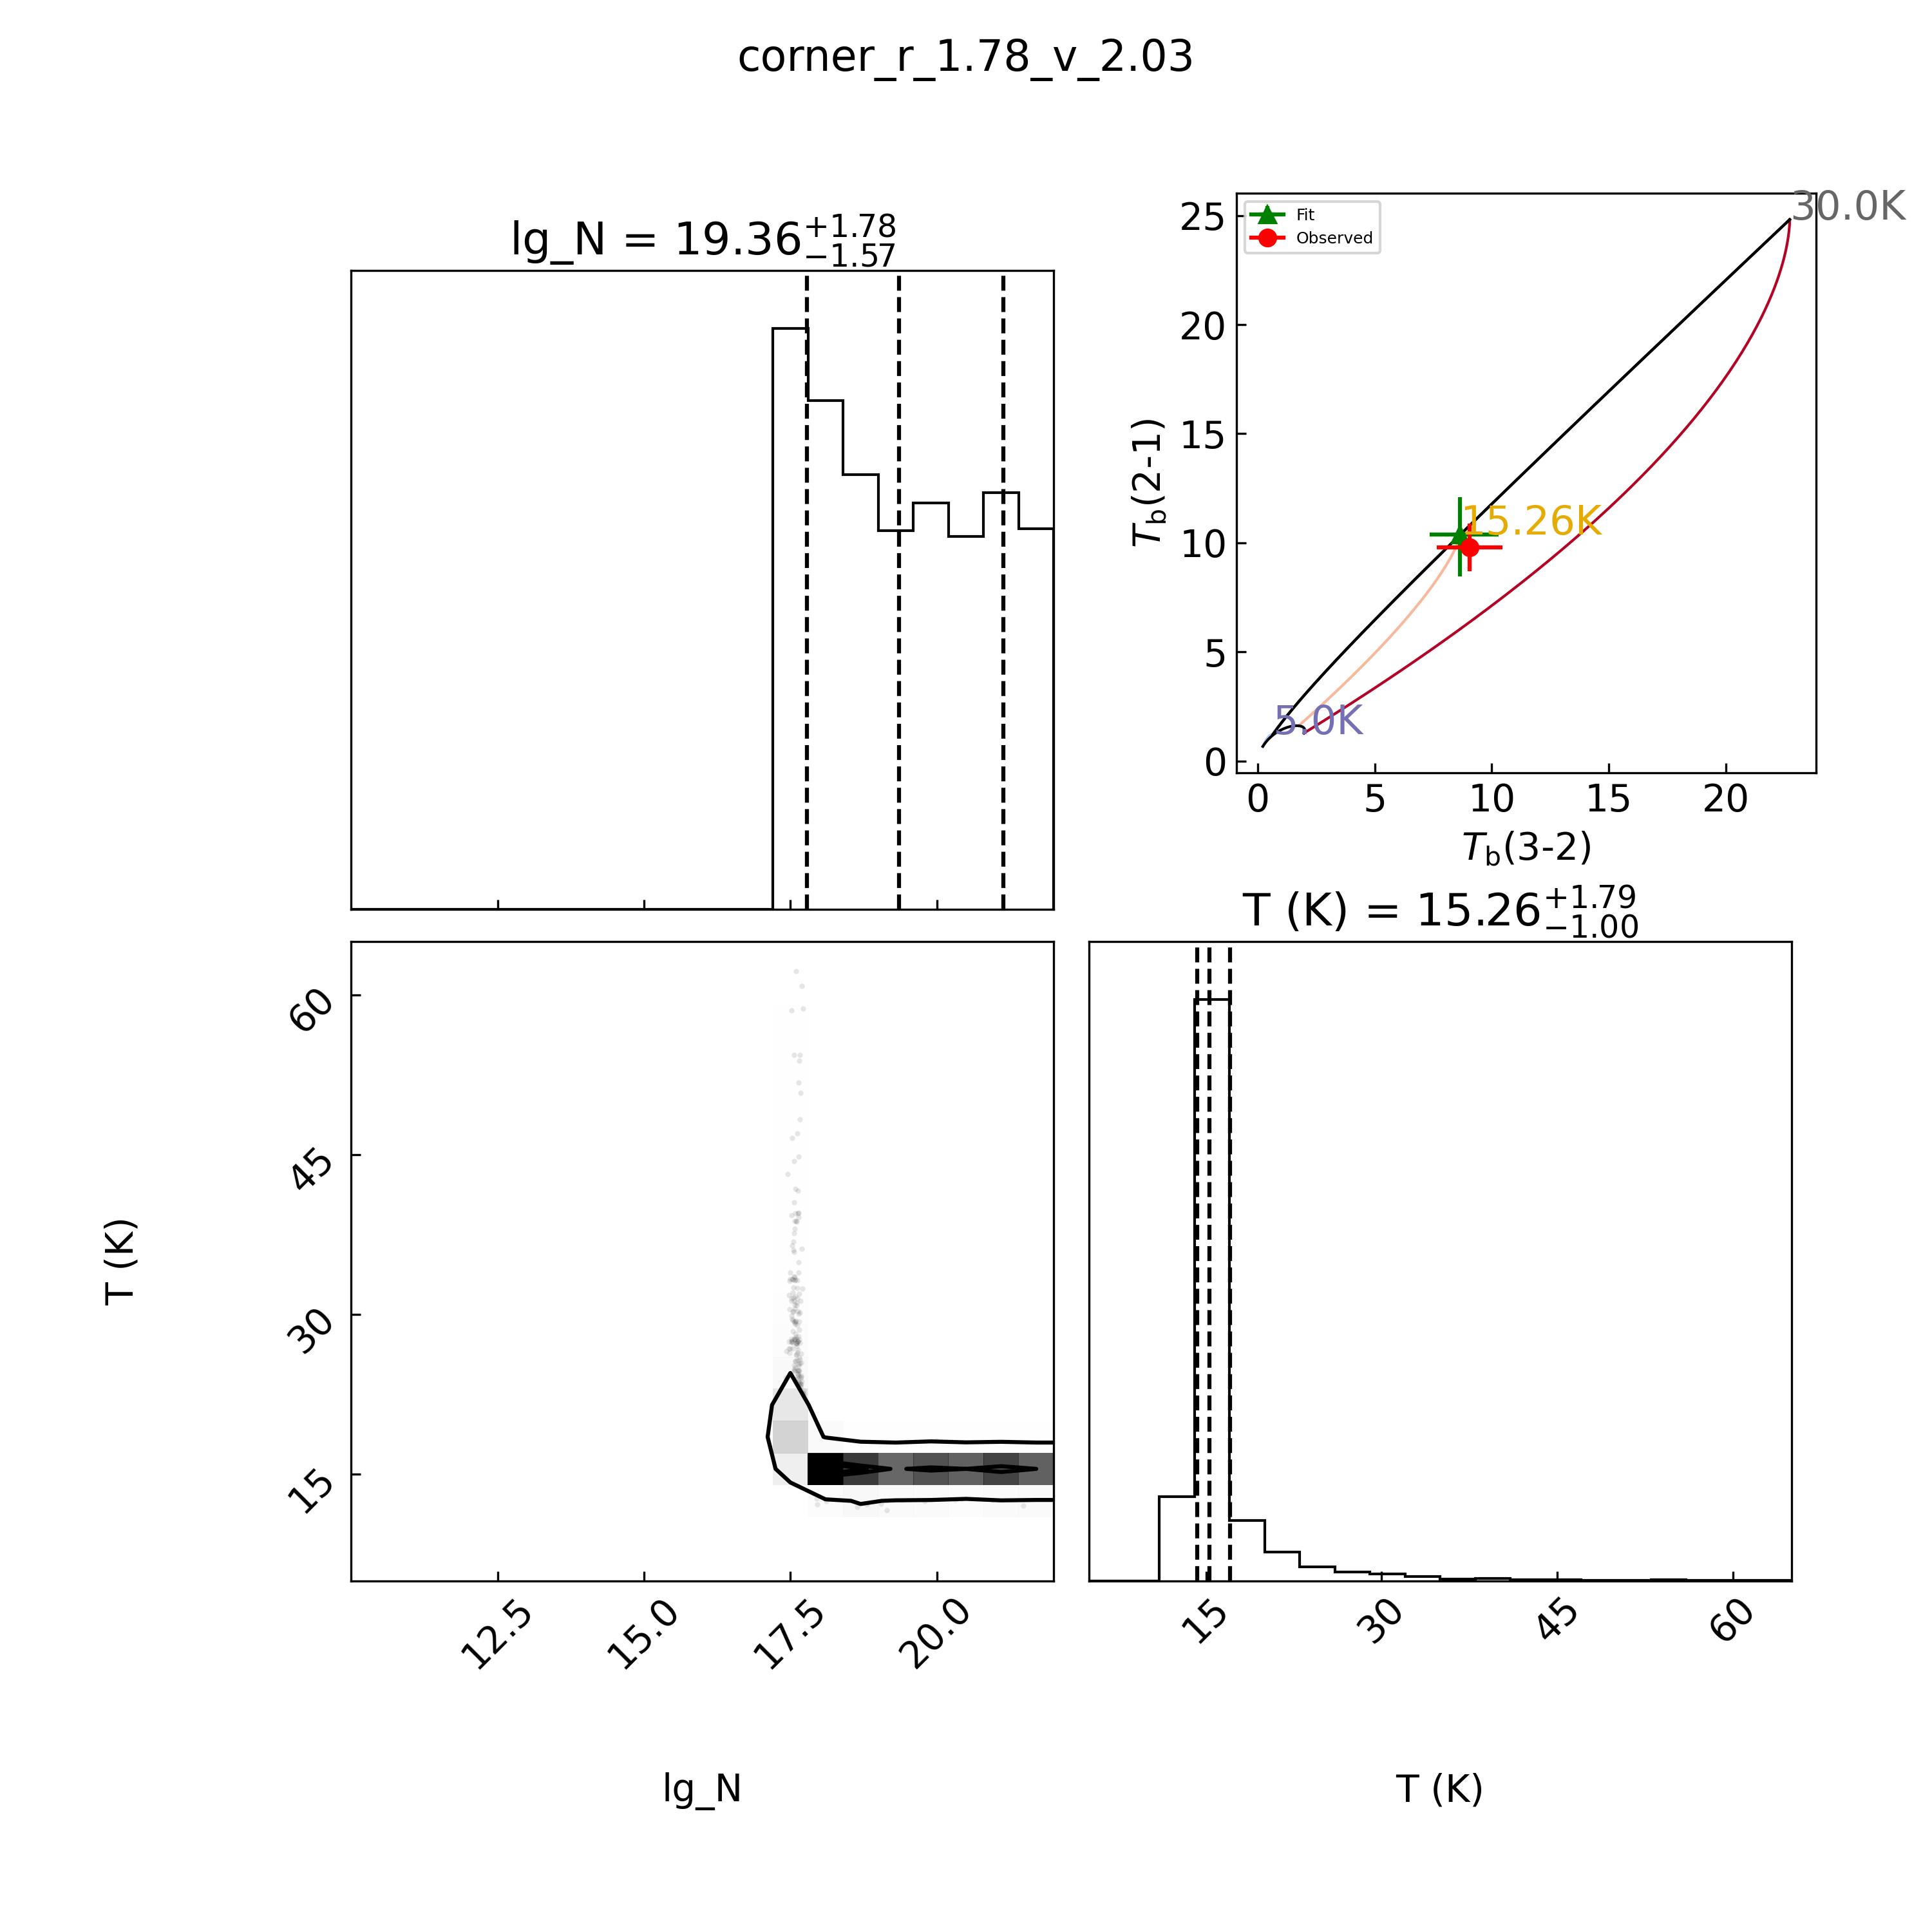 corner_r_1.78_v_2.03
lg_N = 19.36+1.78−1.57
30.0K
25
20
15
10
5
0
Tb(2-1)
Fit
Observed
15.26K
5.0K
0 5 10 15 20
Tb(3-2)
T (K) = 15.26+1.79−1.00
60
45
30
15
T (K)
12.5 15.0 17.5 20.0
15 30 45 60
lg_N
T (K)